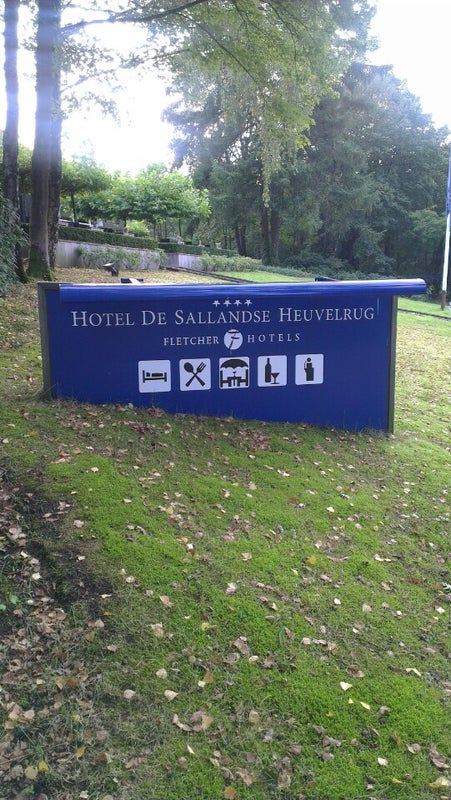 HOTEL DE SALLANDSE HEUVELRUG
FLETCHER HOTELS